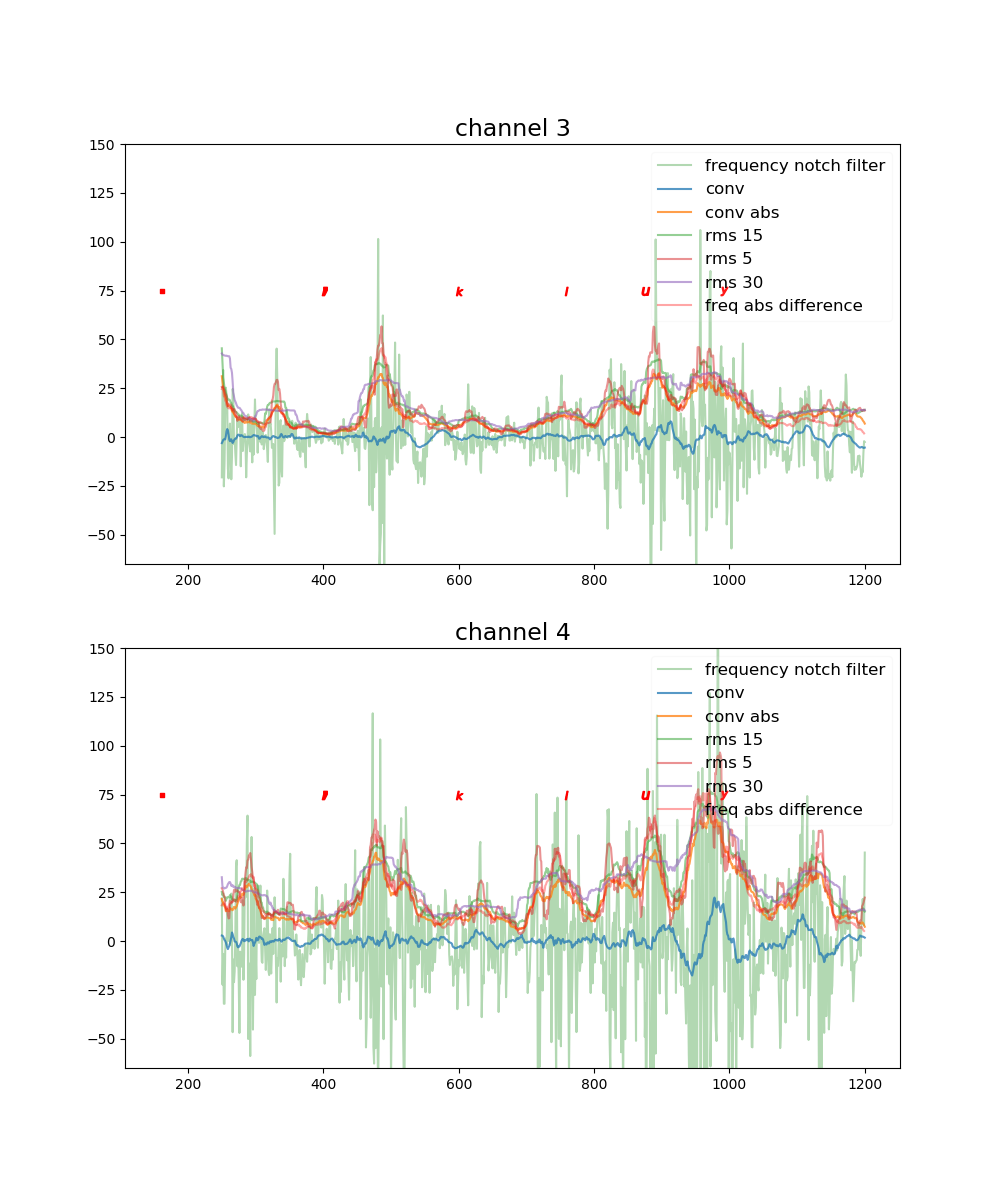 channel 3
150
125
100
75
50
25
0
−25
−50
frequency notch filter
conv
conv abs
rms 15
rms 5
rms 30
freq abs difference
. , k l u y
200 400 600 800 1000 1200
channel 4
150
125
100
75
50
25
0
−25
−50
frequency notch filter
conv
conv abs
rms 15
rms 5
rms 30
freq abs difference
. , k l u y
200 400 600 800 1000 1200